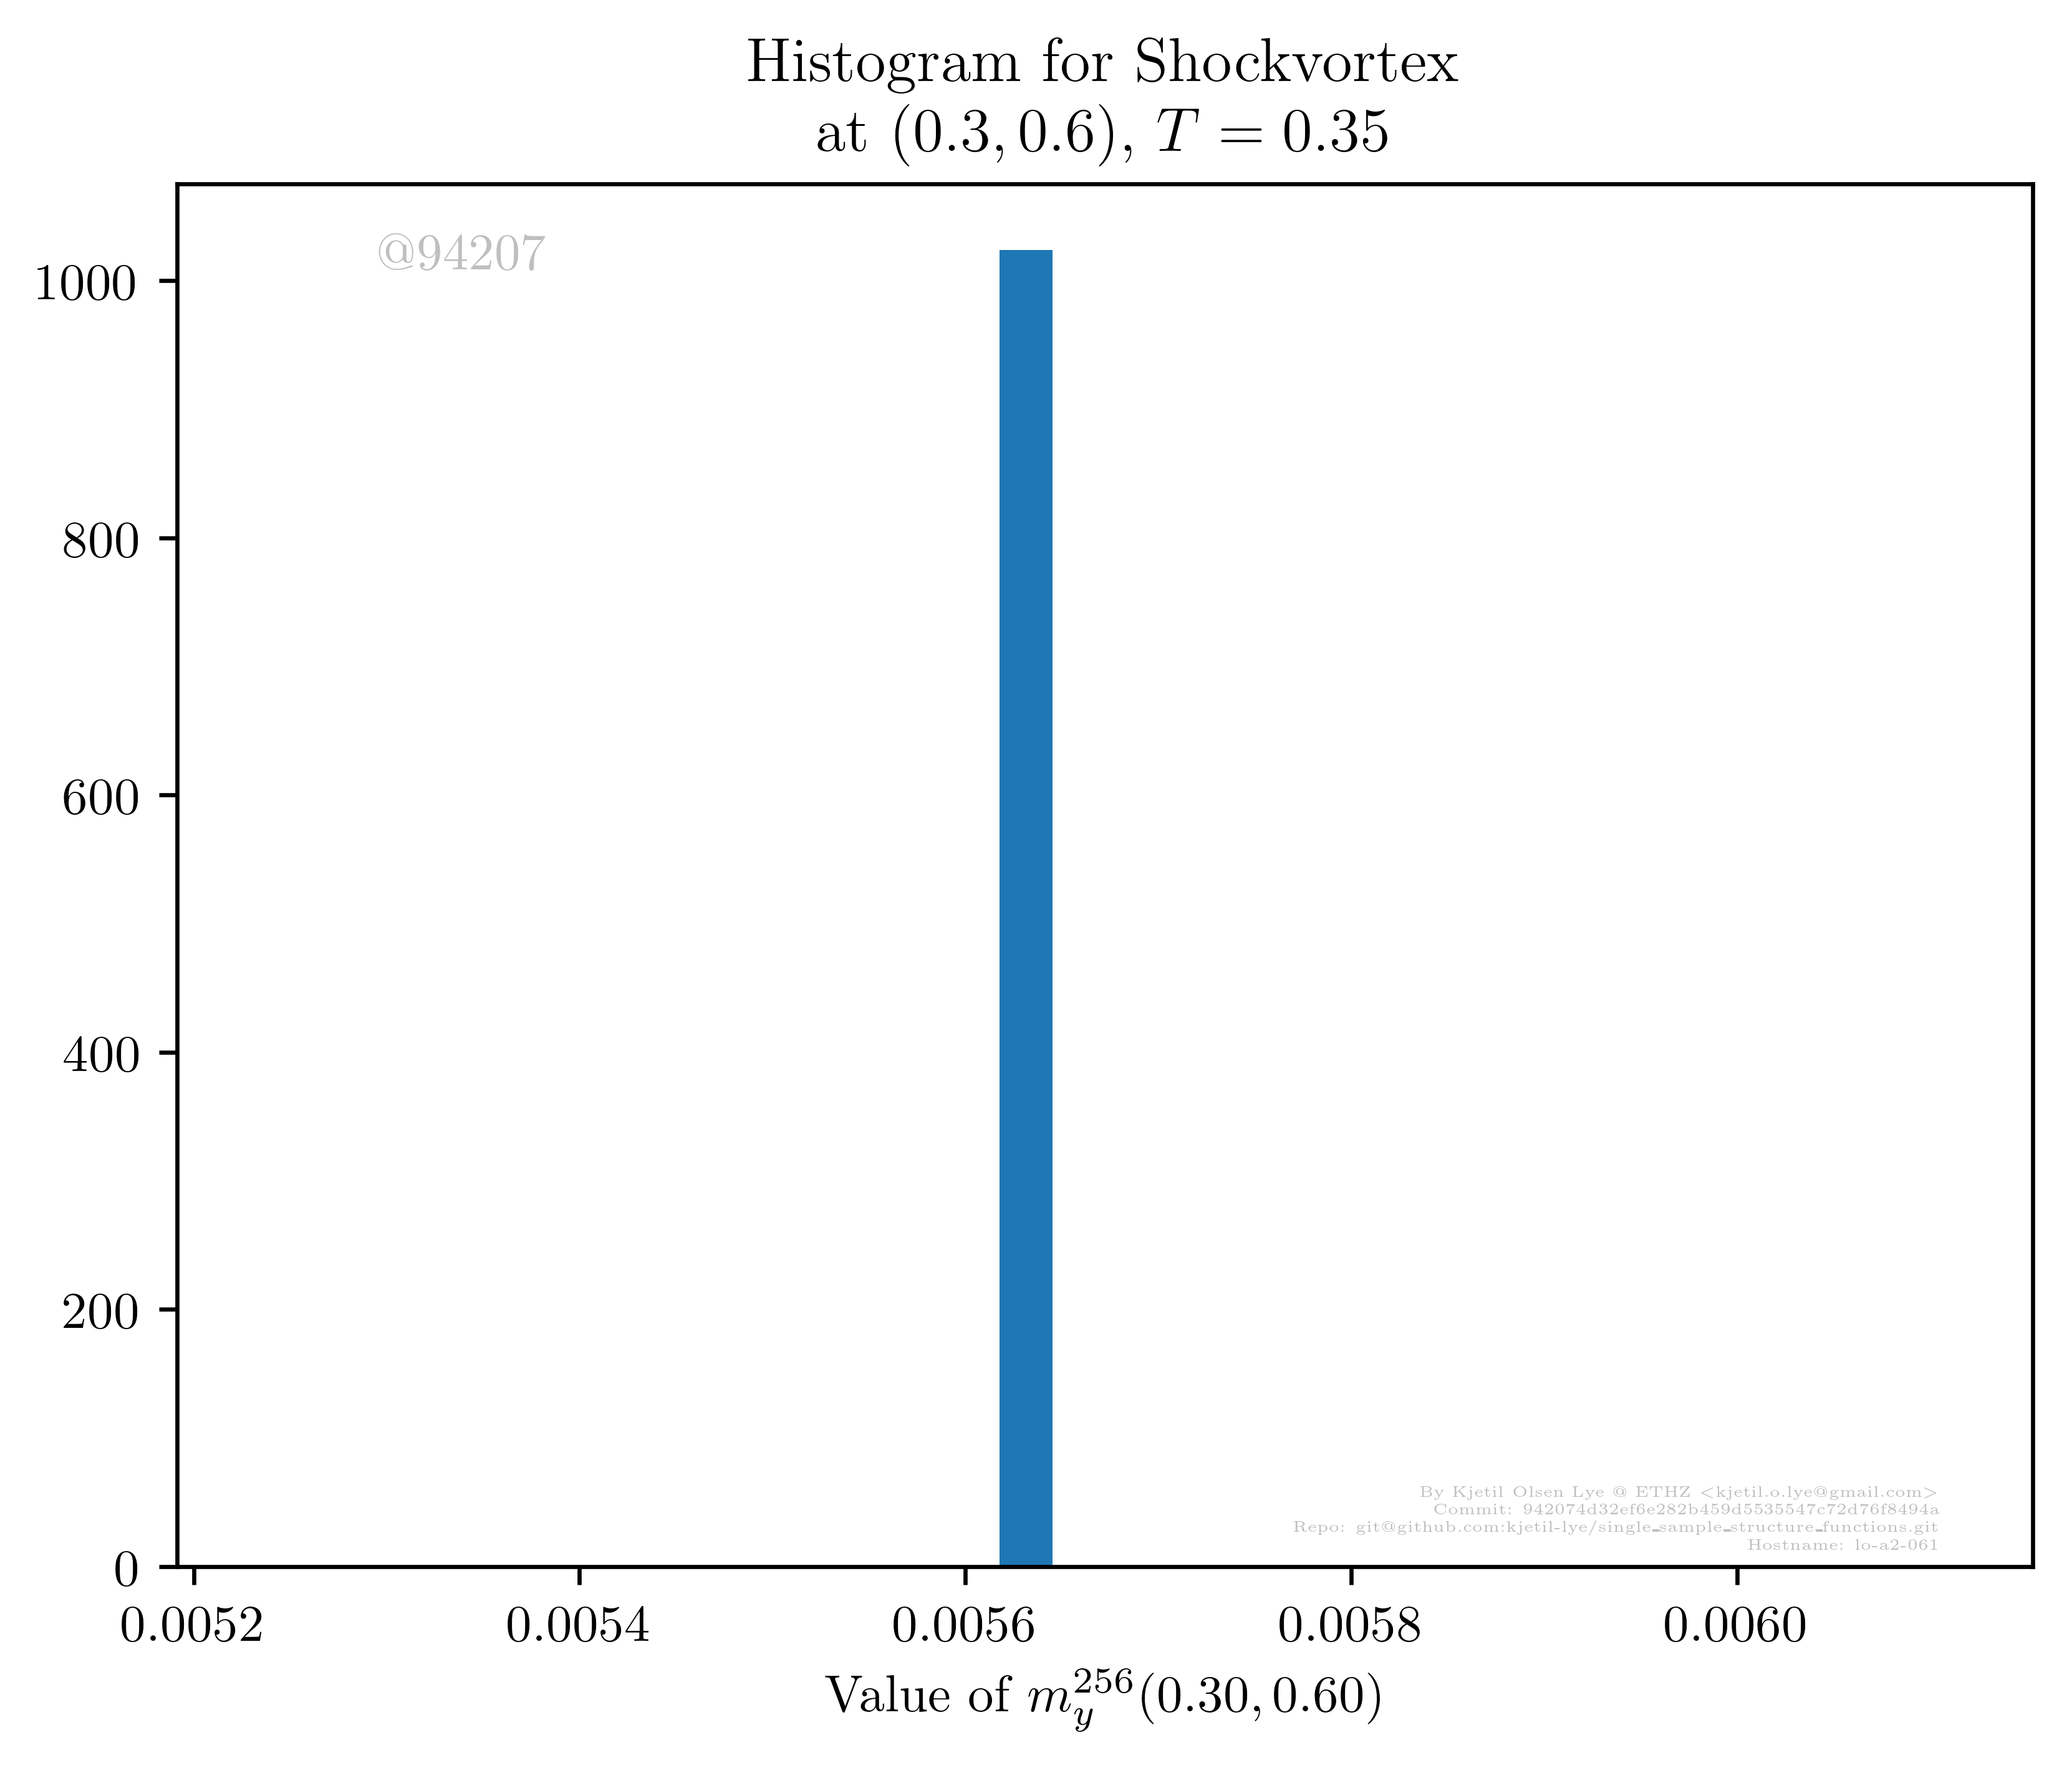 Histogram for Shockvortex
at (0.3, 0.6), T = 0.35
@94207
1000
800
600
400
200
0
By Kjetil Olsen Lye @ ETHZ <kjetil.o.lye@gmail.com>
Commit: 942074d32ef6e282b459d5535547c72d76f8494a
Repo: git@github.com:kjetil-lye/single_sample_structure_functions.git
Hostname: lo-a2-061
0.0052 0.0054 0.0056 0.0058 0.0060
Value of $m_y^{256}(0.30, 0.60)$